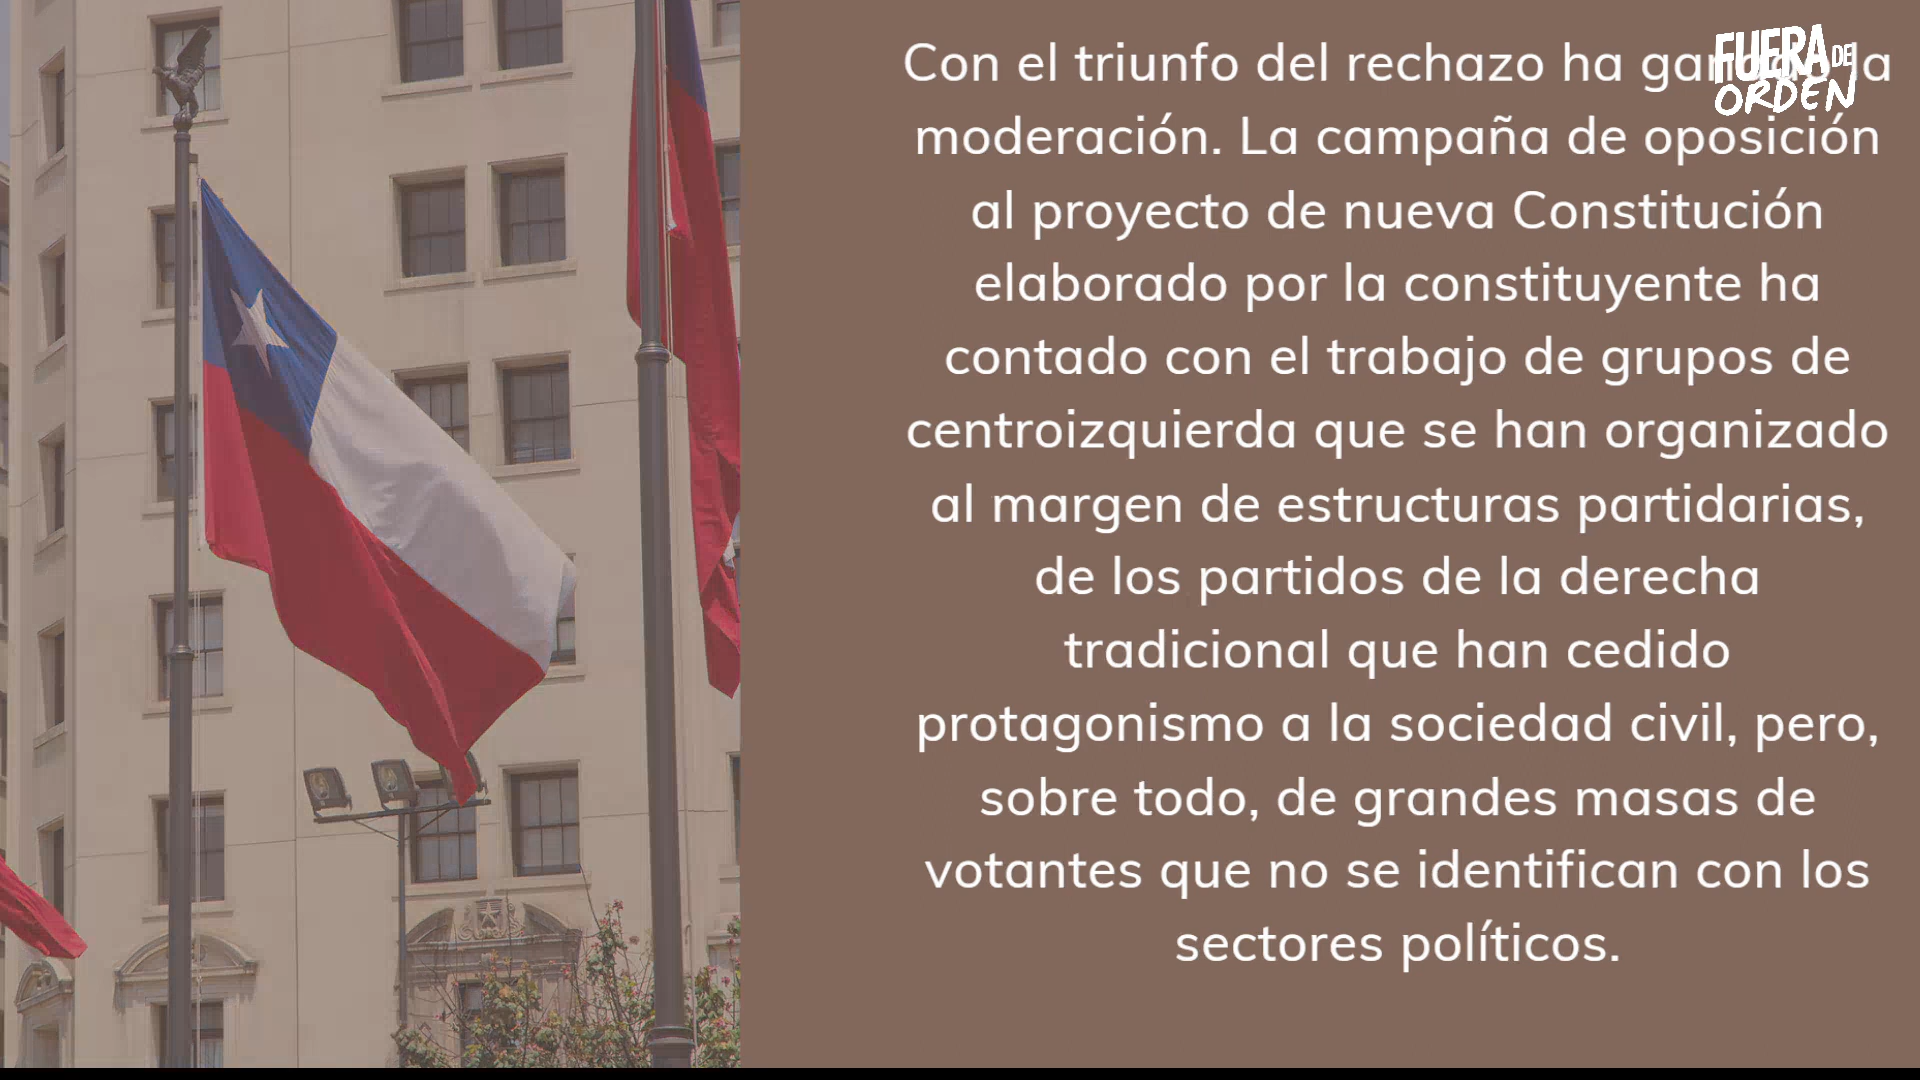 Con el triunfo del rechazo ha ganado la
moderación. La campaña de oposición
al proyecto de nueva Constitución
elaborado por la constituyente ha
contado con el trabajo de grupos de
centroizquierda que se han organizado
al margen de estructuras partidarias,
de los partidos de la derecha
tradicional que han cedido
protagonismo a la sociedad civil, pero,
sobre todo, de grandes masas de
votantes que no se identifican con los
sectores políticos.
FUERA DE
ORDEN